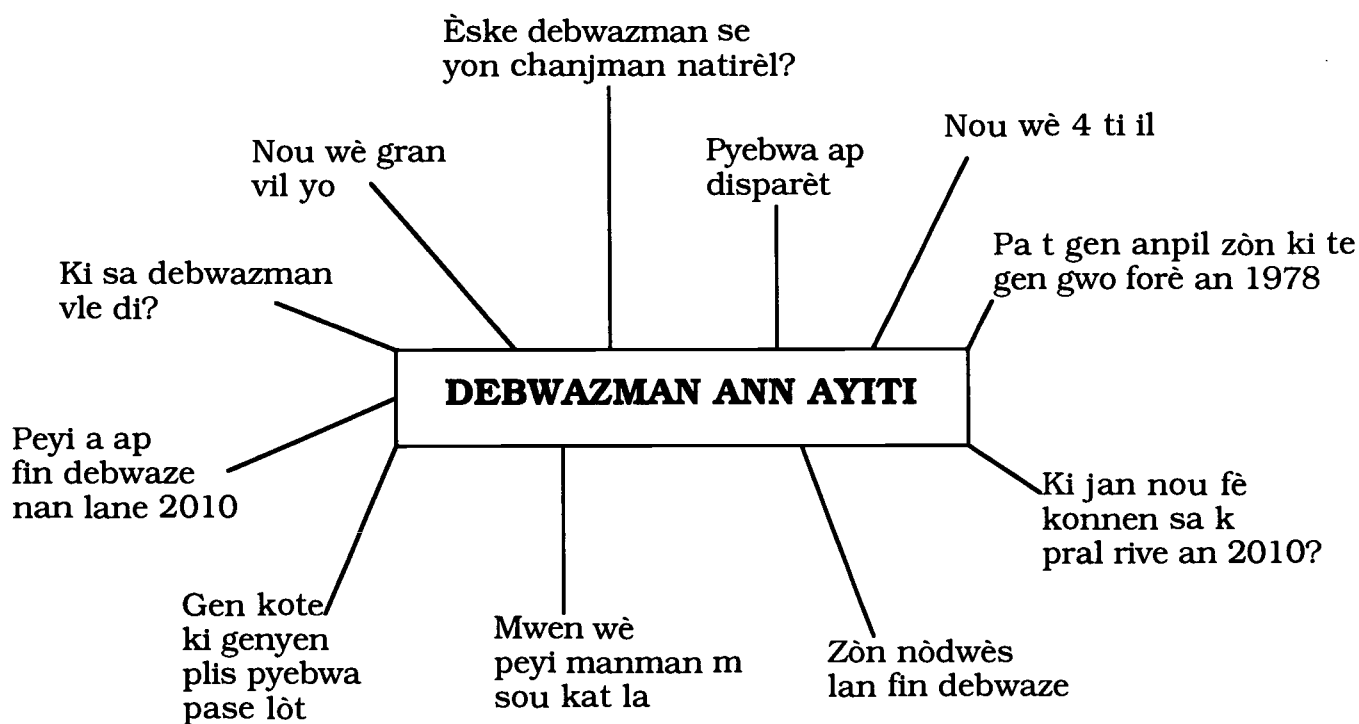 Èske debwazman se
yon chanjman natirèl?
Nou wè gran
vil yo
Pyebwa ap
disparèt
Nou wè 4 ti il
Ki sa debwazman
vle di?
Pa t gen anpil zòn ki te
gen gwo forè an 1978
DEBWAZMAN ANN AYITI
Peyi a ap
fin debwaze
nan lane 2010
Ki jan nou fè
konnen sa k
pral rive an 2010?
Gen kote
ki genyen
plis pyebwa
pase lòt
Mwen wè
peyi manman m
sou kat la
Zòn nòdwès
lan fin debwaze